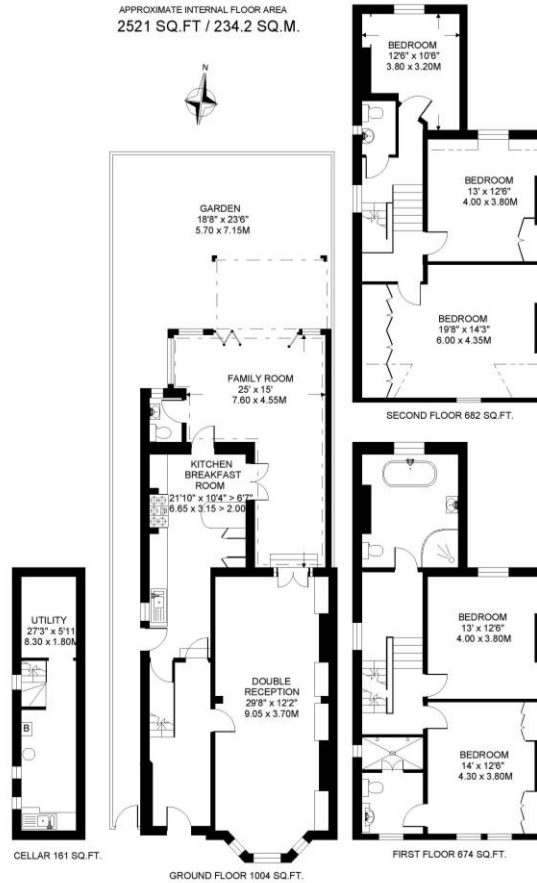 APPROXIMATE INTERNAL FLOOR AREA
2521 SQ.FT / 234.2 SQ.M.
N
GARDEN
18'8" x 23'6"
5.70 x 7.15M
FAMILY ROOM
25' x 15'
7.60 x 4.55M
KITCHEN
BREAKFAST
ROOM
21'10" x 10'4" > 6'7"
6.65 x 3.15 > 2.00
UTILITY
27'3" x 5'11
8.30 x 1.80M
B
CELLAR 161 SQ.FT.
DOUBLE
RECEPTION
29'8" x 12'2"
9.05 x 3.70M
GROUND FLOOR 1004 SQ.FT.
BEDROOM
12'6" x 10'6"
3.80 x 3.20M
BEDROOM
13' x 12'6"
4.00 x 3.80M
BEDROOM
19'8" x 14'3"
6.00 x 4.35M
SECOND FLOOR 682 SQ.FT.
BEDROOM
13' x 12'6"
4.00 x 3.80M
BEDROOM
14' x 12'6"
4.30 x 3.80M
FIRST FLOOR 674 SQ.FT.